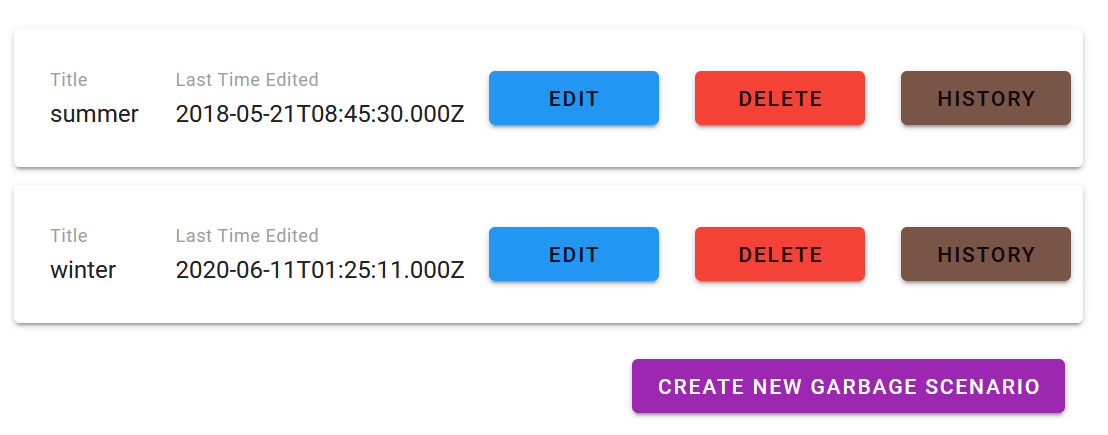 Title Last Time Edited
summer 2018-05-21T08:45:30.000Z EDIT DELETE HISTORY
Title Last Time Edited
winter 2020-06-11T01:25:11.000Z EDIT DELETE HISTORY
CREATE NEW GARBAGE SCENARIO